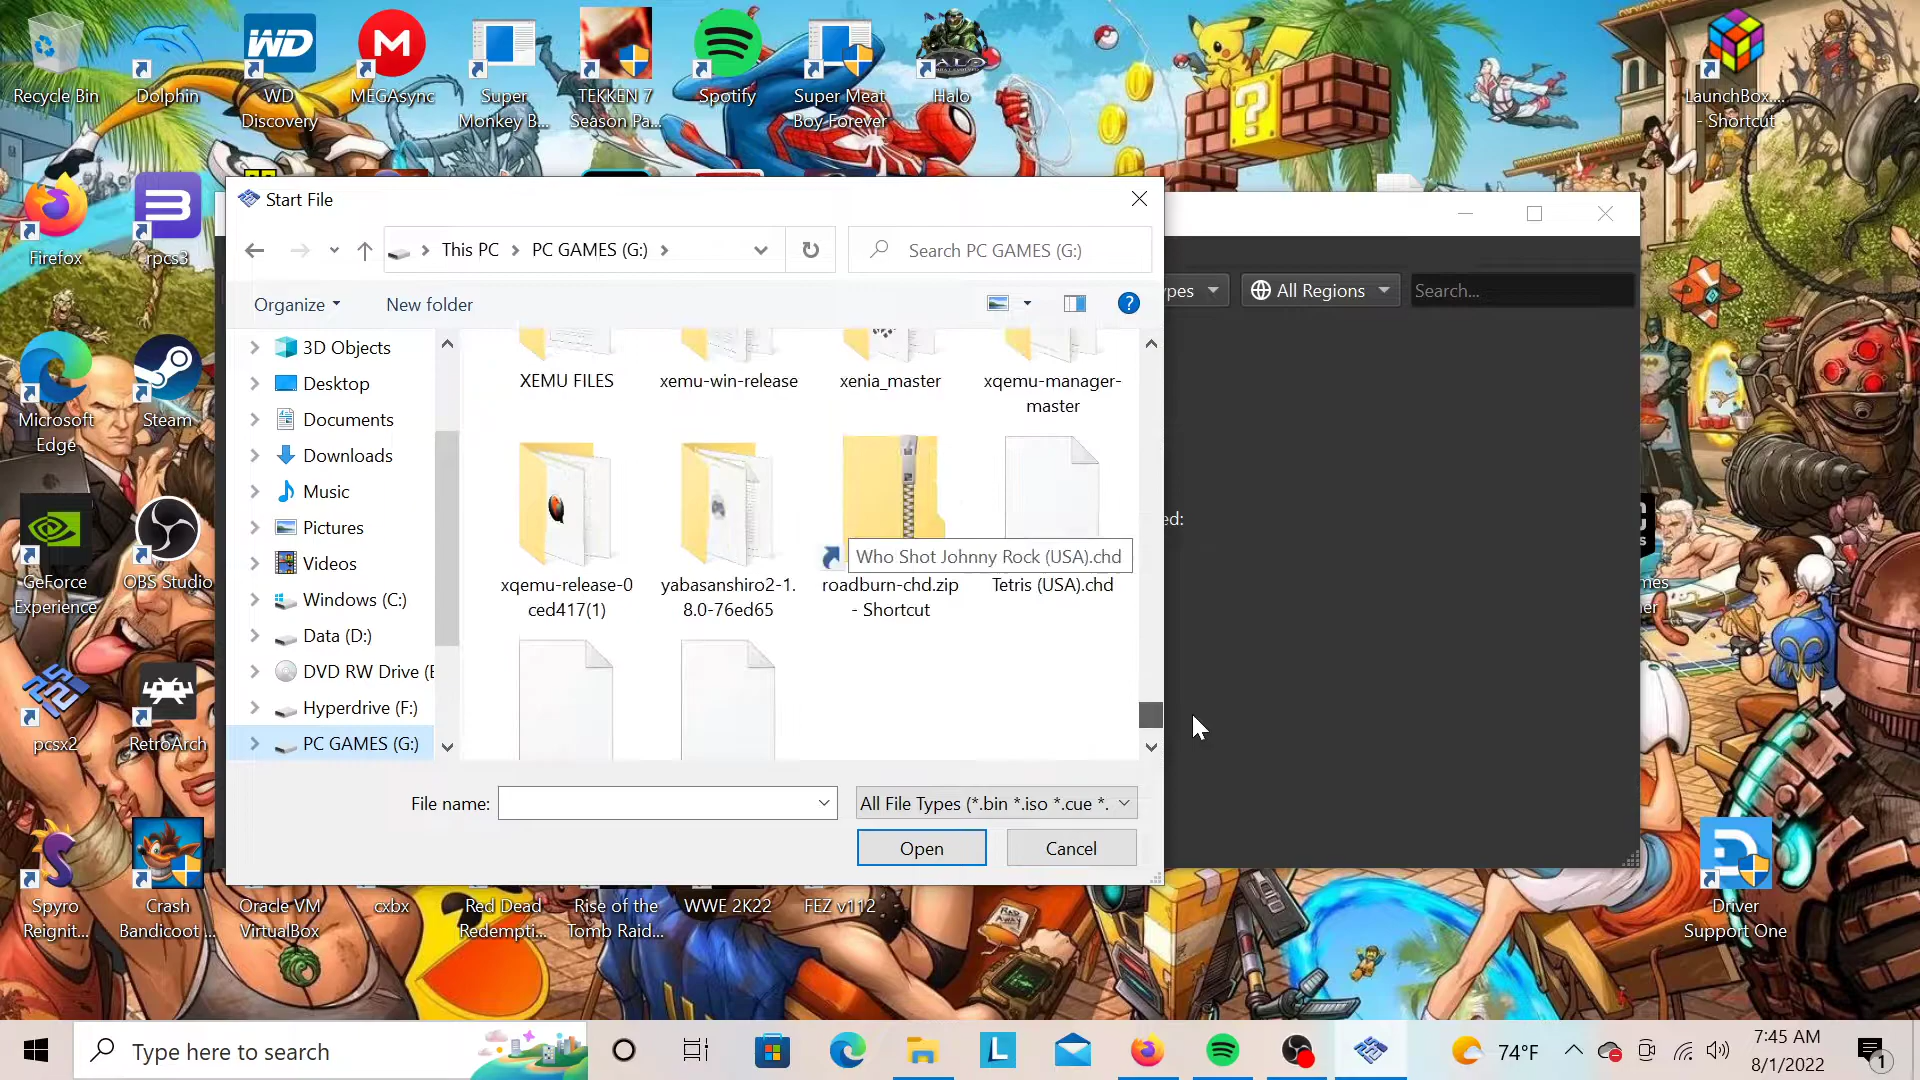 Recycle Bin
Dolphin
WD
Discovery
MEGAsync
Super
Monkey B...
TEKKEN 7
Season Pa...
Spotify
Super Meat
Boy Forever
Halo
LaunchBox....
- Shortcut
WD
Start File
This PC
PC GAMES (G:)
Search PC GAMES (G:)
Organize
New folder
ypes
All Regions
Search...
3D Objects
Desktop
Documents
Downloads
Music
Pictures
Videos
Windows (C:)
Data (D:)
DVD RW Drive (E
Hyperdrive (F:)
PC GAMES (G:)
XEMU FILES
xemu-win-release
xenia_master
xqemu-manager-
master
xqemu-release-0
ced417(1)
yabasanshiro2-1.
8.0-76ed65
roadburn-chd.zip
- Shortcut
Tetris (USA).chd
Who Shot Johnny Rock (USA).chd
ed:
File name:
All File Types (*.bin *.iso *.cue *.
Open
Cancel
Firefox
rpcs3
Microsoft
Edge
Steam
GeForce
Experience
OBS Studio
pcsx2
RetroArch
Spyro
Reignit...
Crash
Bandicoot ...
Oracle VM
VirtualBox
cxbx
Red Dead
Redempti...
Rise of the
Tomb Raid...
WWE 2K22
FEZ v112
Driver
Support One
Type here to search
74°F
7:45 AM
8/1/2022
1